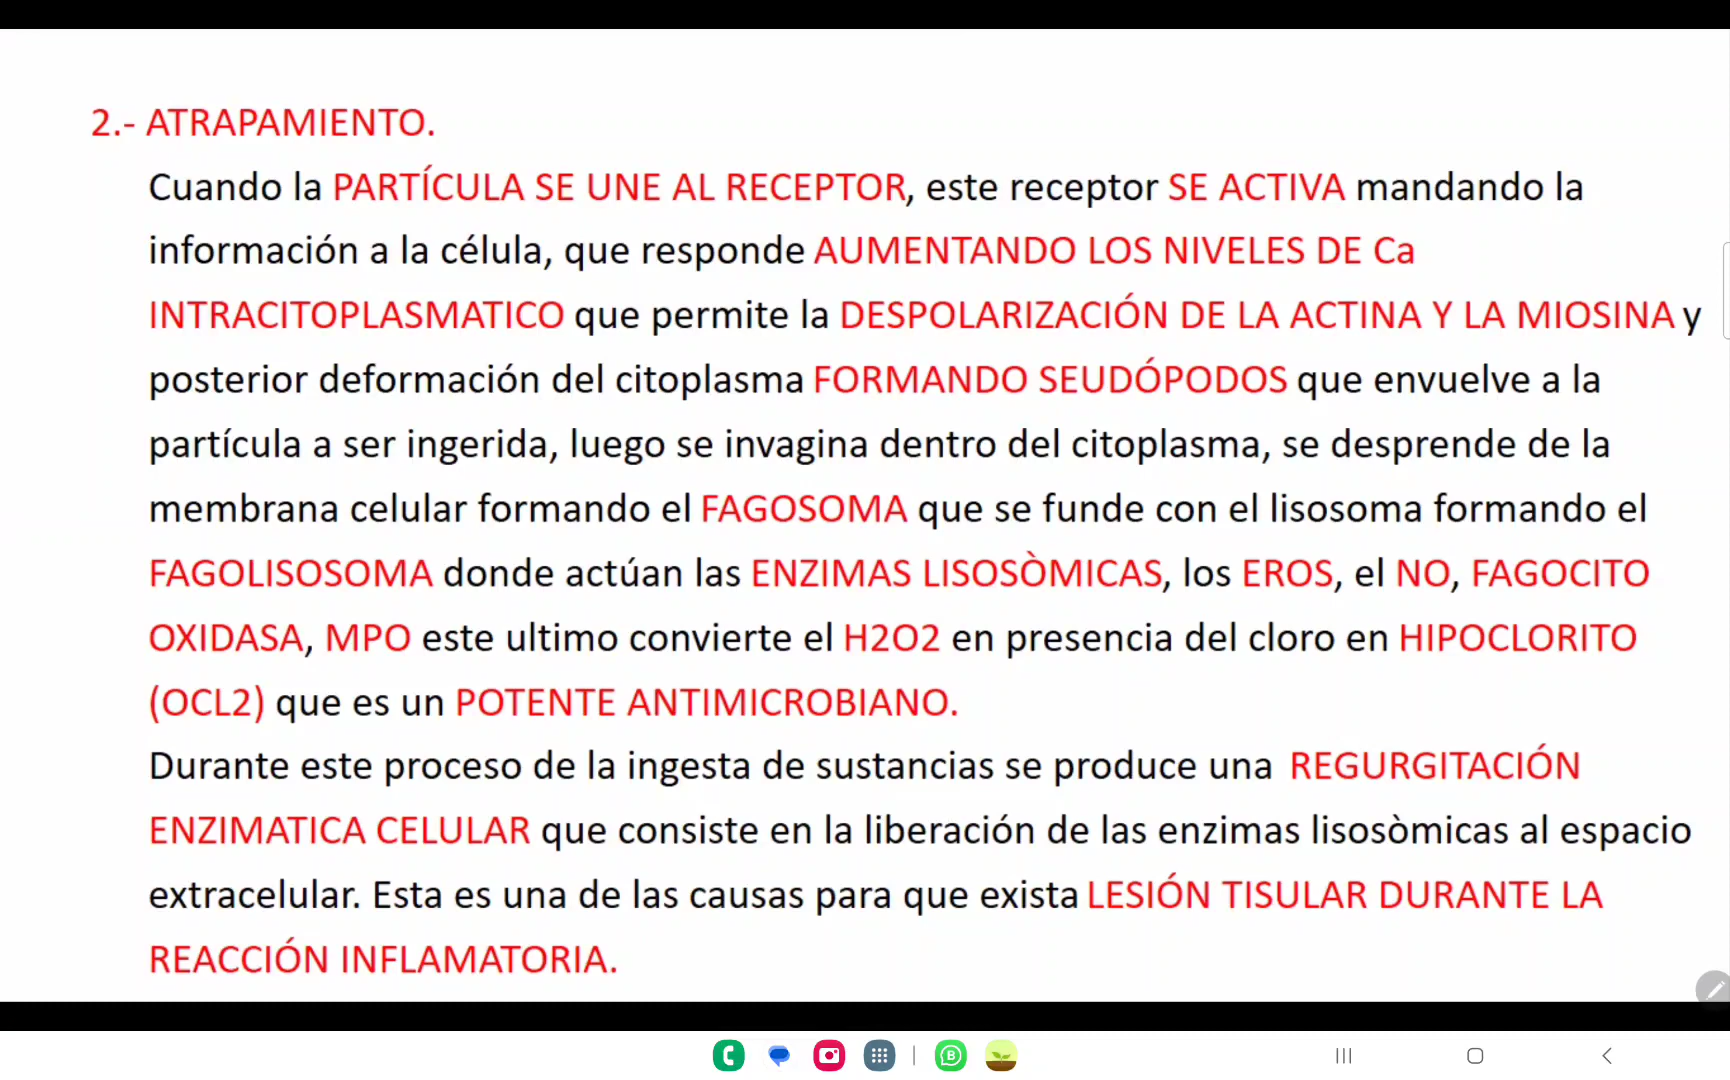 2.- ATRAPAMIENTO.
Cuando la PARTÍCULA SE UNE AL RECEPTOR, este receptor SE ACTIVA mandando la
información a la célula, que responde AUMENTANDO LOS NIVELES DE Ca
INTRACITOPLASMATICO que permite la DESPOLARIZACIÓN DE LA ACTINA Y LA MIOSINA y
posterior deformación del citoplasma FORMANDO SEUDÓPODOS que envuelve a la
partícula a ser ingerida, luego se invagina dentro del citoplasma, se desprende de la
membrana celular formando el FAGOSOMA que se funde con el lisosoma formando el
FAGOLISOSOMA donde actúan las ENZIMAS LISOSÒMICAS, los EROS, el NO, FAGOCITO
OXIDASA, MPO este ultimo convierte el H2O2 en presencia del cloro en HIPOCLORITO
(OCL2) que es un POTENTE ANTIMICROBIANO.
Durante este proceso de la ingesta de sustancias se produce una REGURGITACIÓN
ENZIMATICA CELULAR que consiste en la liberación de las enzimas lisosòmicas al espacio
extracelular. Esta es una de las causas para que exista LESIÓN TISULAR DURANTE LA
REACCIÓN INFLAMATORIA.